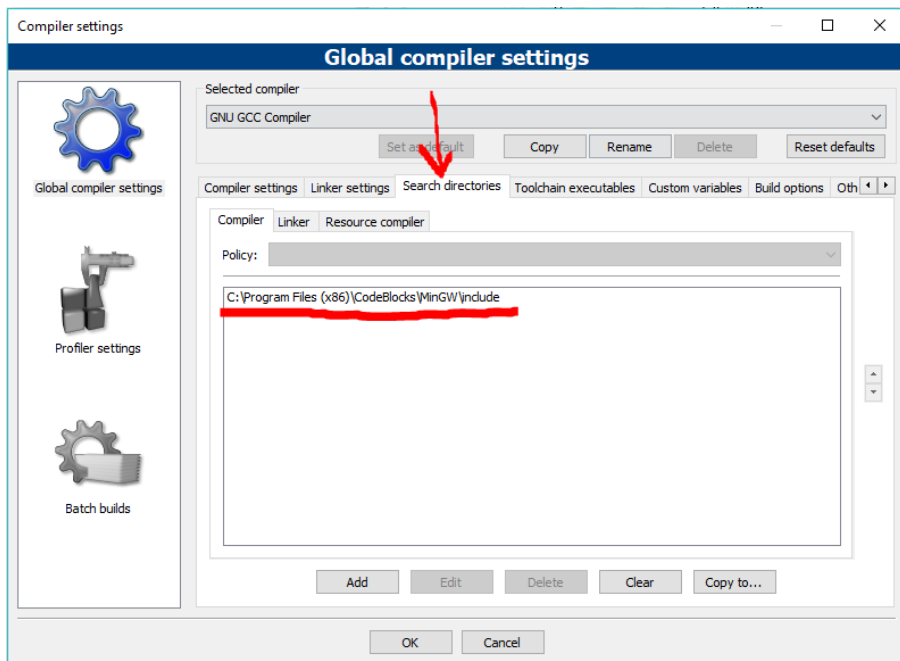 Compiler settings
Global compiler settings
Selected compiler
GNU GCC Compiler
Set as default Copy Rename Delete Reset defaults
Global compiler settings
Compiler settings Linker settings Search directories Toolchain executables Custom variables Build options Oth
Compiler Linker Resource compiler
Policy:
C:\Program Files (x86)\CodeBlocks\MinGW\include
Profiler settings
Batch builds
Add Edit Delete Clear Copy to...
OK Cancel